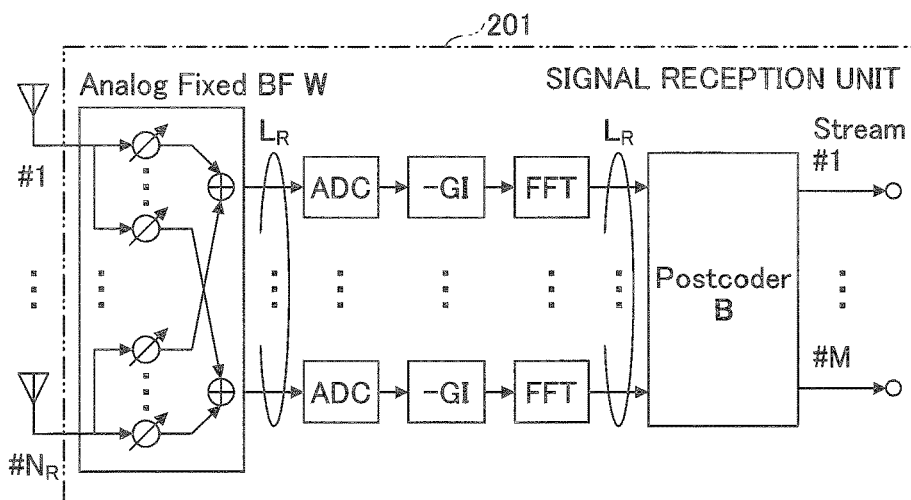 201
Analog Fixed BF W
SIGNAL RECEPTION UNIT
#1
L_R
ADC
-GI
FFT
L_R
Stream
#1
Postcoder
B
#M
ADC
-GI
FFT
#N_R